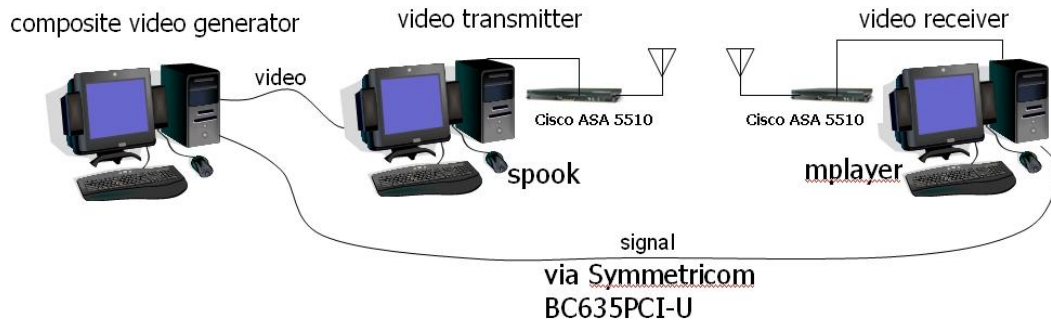 composite video generator
video transmitter
video receiver
video
Cisco ASA 5510
Cisco ASA 5510
spook
mplayer
signal
via Symmetricom
BC635PCI-U